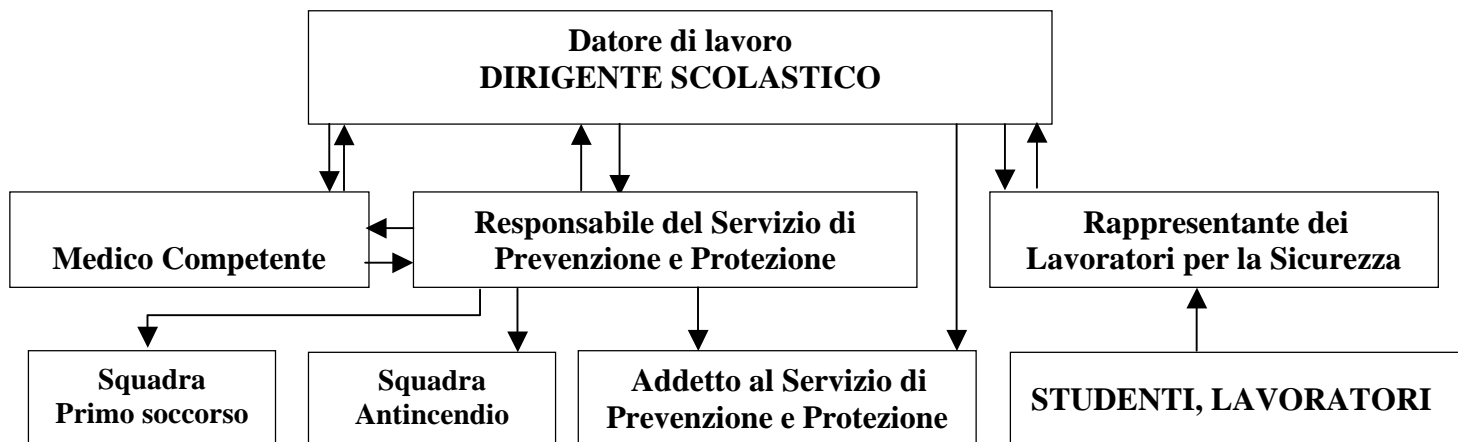 Datore di lavoro
DIRIGENTE SCOLASTICO
Medico Competente
Responsabile del Servizio di
Prevenzione e Protezione
Rappresentante dei
Lavoratori per la Sicurezza
Squadra
Primo soccorso
Squadra
Antincendio
Addetto al Servizio di
Prevenzione e Protezione
STUDENTI, LAVORATORI